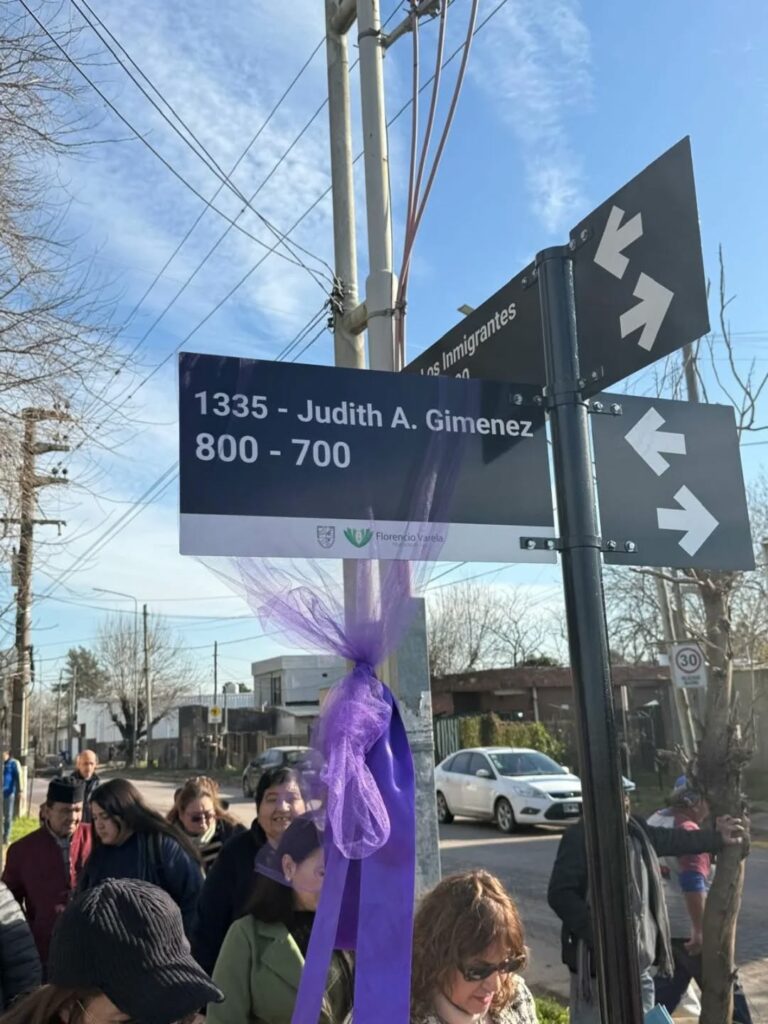 Los Inmigrantes
1335 - Judith A. Gimenez
800 - 700
Florencio Varela
30